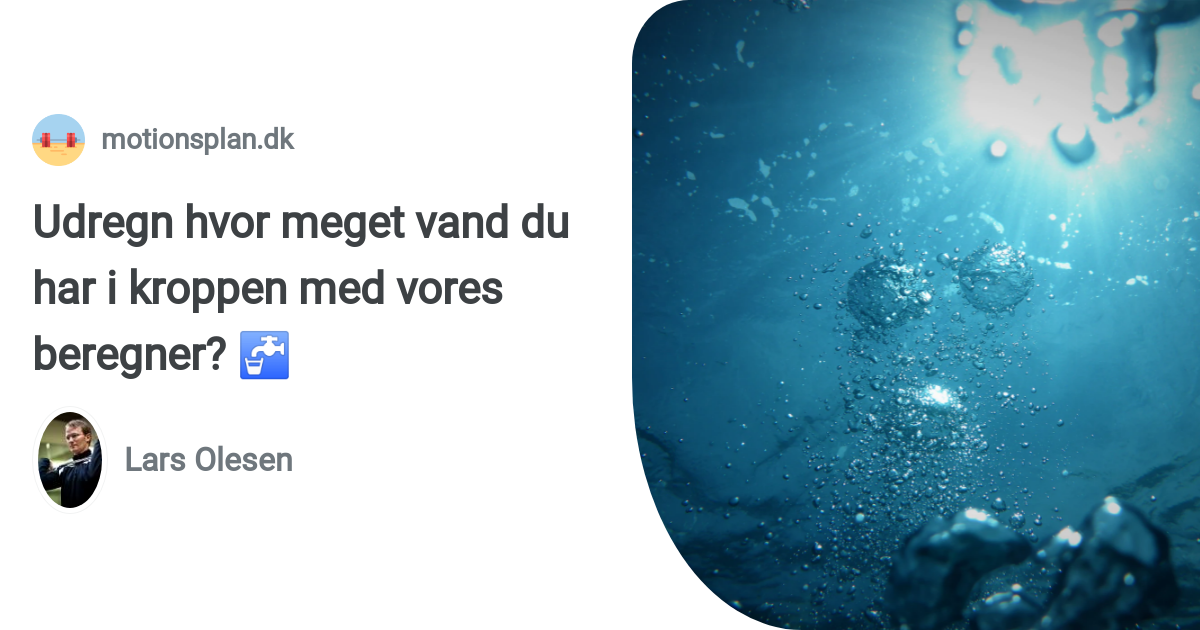 motionsplan.dk
Udregn hvor meget vand du
har i kroppen med vores
beregner? 🚰
Lars Olesen